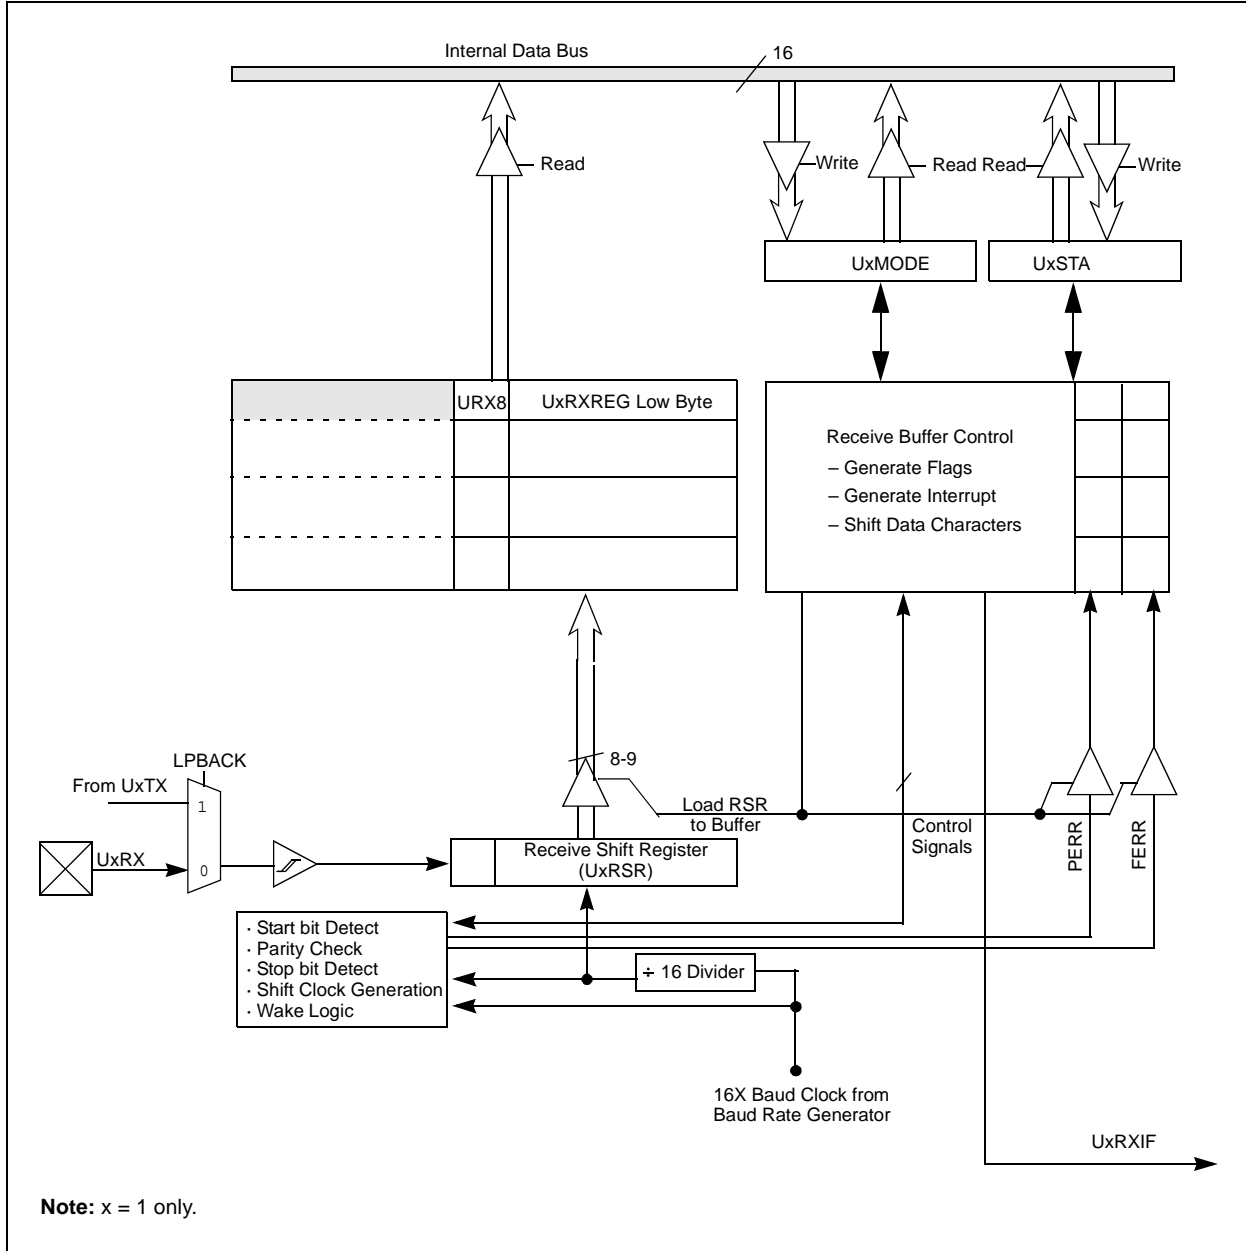 Internal Data Bus
16
Read
Write
Read Read
Write
UxMODE
UxSTA
URX8
UxRXREG Low Byte
Receive Buffer Control
– Generate Flags
– Generate Interrupt
– Shift Data Characters
LPBACK
From UxTX
1
8-9
Load RSR
to Buffer
Control
Signals
PERR
FERR
UxRX
0
Receive Shift Register
(UxRSR)
· Start bit Detect
· Parity Check
· Stop bit Detect
· Shift Clock Generation
· Wake Logic
÷ 16 Divider
16X Baud Clock from
Baud Rate Generator
UxRXIF
Note: x = 1 only.